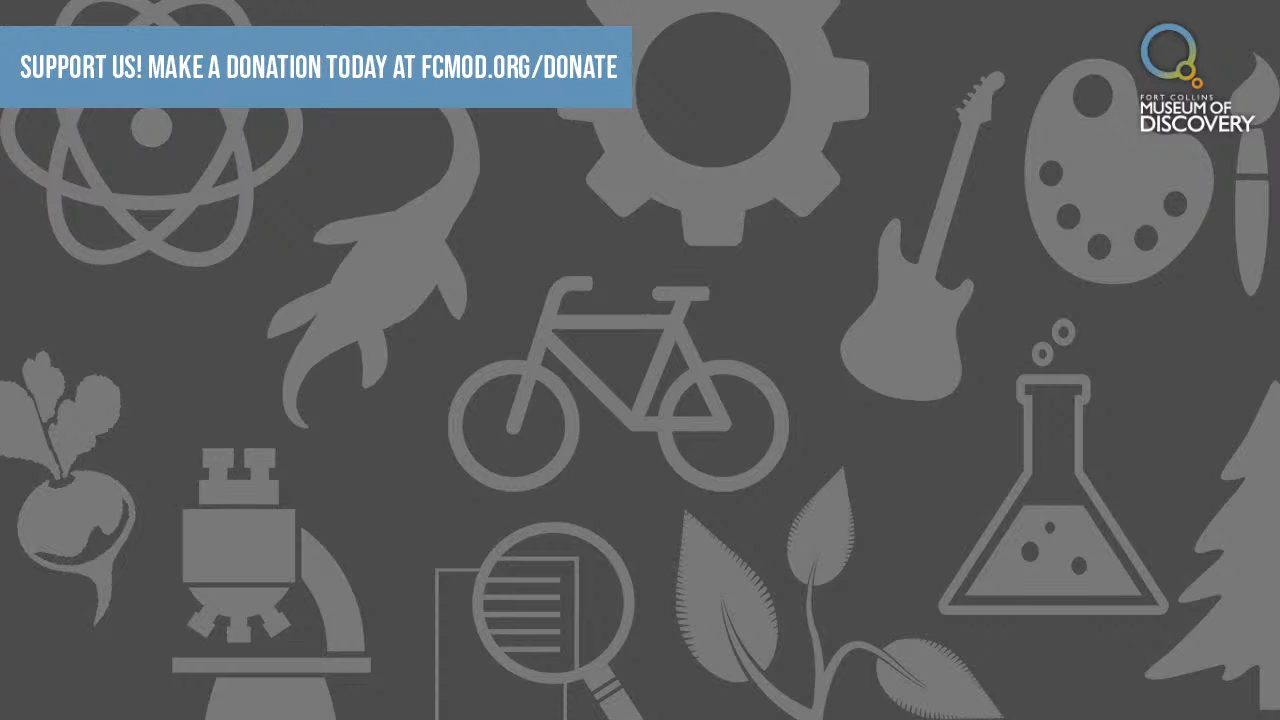 SUPPORT US! MAKE A DONATION TODAY AT FCMOD.ORG/DONATE
FORT COLLINS
MUSEUM OF
DISCOVERY